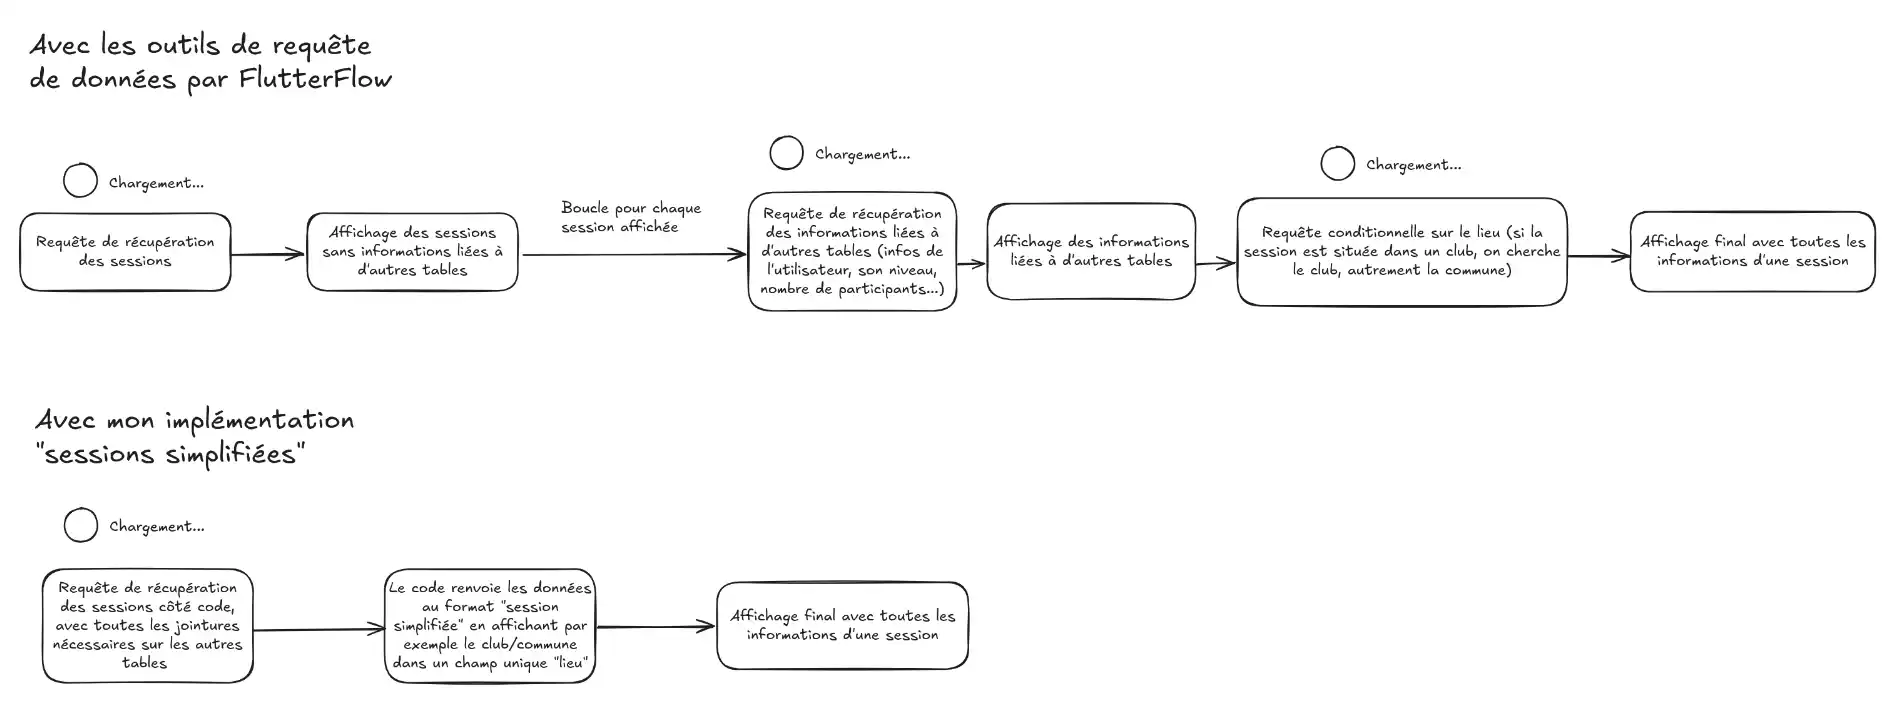 Avec les outils de requête
de données par FlutterFlow
Chargement...
Requête de récupération
des sessions
Affichage des sessions
sans informations liées à
d'autres tables
Boucle pour chaque
session affichée
Chargement...
Requête de récupération
des informations liées à
d'autres tables (infos de
l'utilisateur, son niveau,
nombre de participants...)
Affichage des informations
liées à d'autres tables
Chargement...
Requête conditionnelle sur le lieu (si la
session est située dans un club, on cherche
le club, autrement la commune)
Affichage final avec toutes les
informations d'une session
Avec mon implémentation
"sessions simplifiées"
Chargement...
Requête de récupération
des sessions côté code,
avec toutes les jointures
nécessaires sur les autres
tables
Le code renvoie les données
au format "session
simplifiée" en affichant par
exemple le club/commune
dans un champ unique "lieu"
Affichage final avec toutes les
informations d'une session